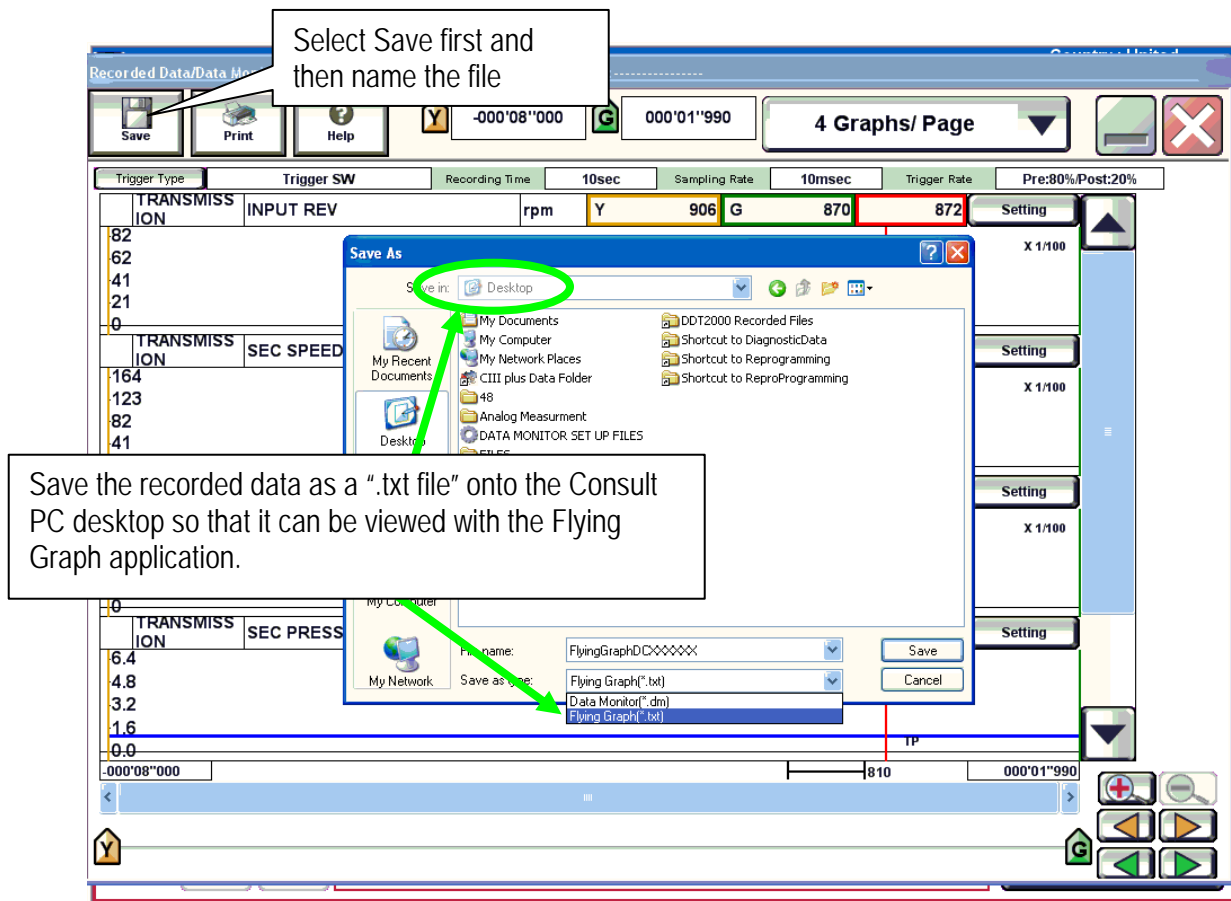 Select Save first and
then name the file
Recorded Data/Data
Save
Print
Help
Y
-000'08"000
G
000'01"990
4 Graphs/ Page
Trigger Type
Trigger SW
Recording Time
10sec
Sampling Rate
10msec
Trigger Rate
Pre:80%/Post:20%
TRANSMISS
ION
INPUT REV
rpm
Y
906
G
870
872
Setting
82
62
41
21
0
X 1/100
TRANSMISS
ION
SEC SPEED
Setting
164
123
82
41
X 1/100
Save As
Save in:
Desktop
My Recent
Documents
Desktop
My Documents
My Computer
My Network Places
CIII plus Data Folder
48
Analog Measurment
DATA MONITOR SET UP FILES
FILES
DDT2000 Recorded Files
Shortcut to DiagnosticData
Shortcut to Reprogramming
Shortcut to ReproProgramming
Save the recorded data as a “.txt file” onto the Consult
PC desktop so that it can be viewed with the Flying
Graph application.
Setting
X 1/100
0
My Computer
My Network
File name:
FlyingGraphDCXXXXXX
Save
Save as type:
Flying Graph(*.txt)
Cancel
Data Monitor(*.dm)
Flying Graph(*.txt)
TRANSMISS
ION
SEC PRESS
Setting
6.4
4.8
3.2
1.6
0.0
TP
-000'08"000
810
000'01"990
Y
G